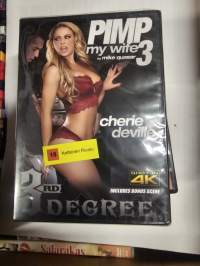 PIMP
my wife 3
by mike quasar
cherie
deville
18
3RD
DEGREE
4K
INCLUDES BONUS SCENE